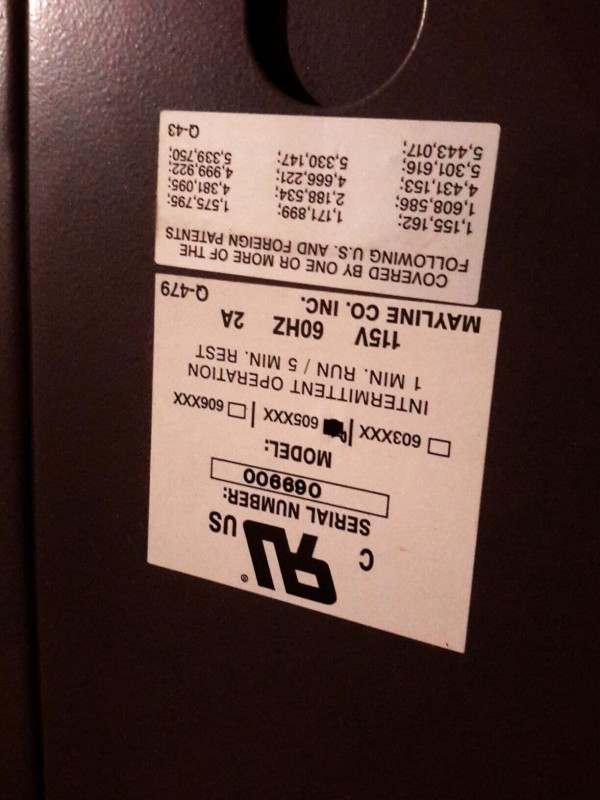 C UL US ®
SERIAL NUMBER:
069900
MODEL:
603XXX 605XXX 606XXX
INTERMITTENT OPERATION
1 MIN. RUN / 5 MIN. REST
115V 60HZ 2A
MAYLINE CO. INC. Q-479
COVERED BY ONE OR MORE OF THE
FOLLOWING U.S. AND FOREIGN PATENTS
1,155,162; 1,171,899; 1,575,795;
1,608,586; 2,188,534; 4,381,095;
4,431,153; 4,666,221; 4,999,922;
5,301,616; 5,330,147; 5,339,750;
5,443,017; Q-43